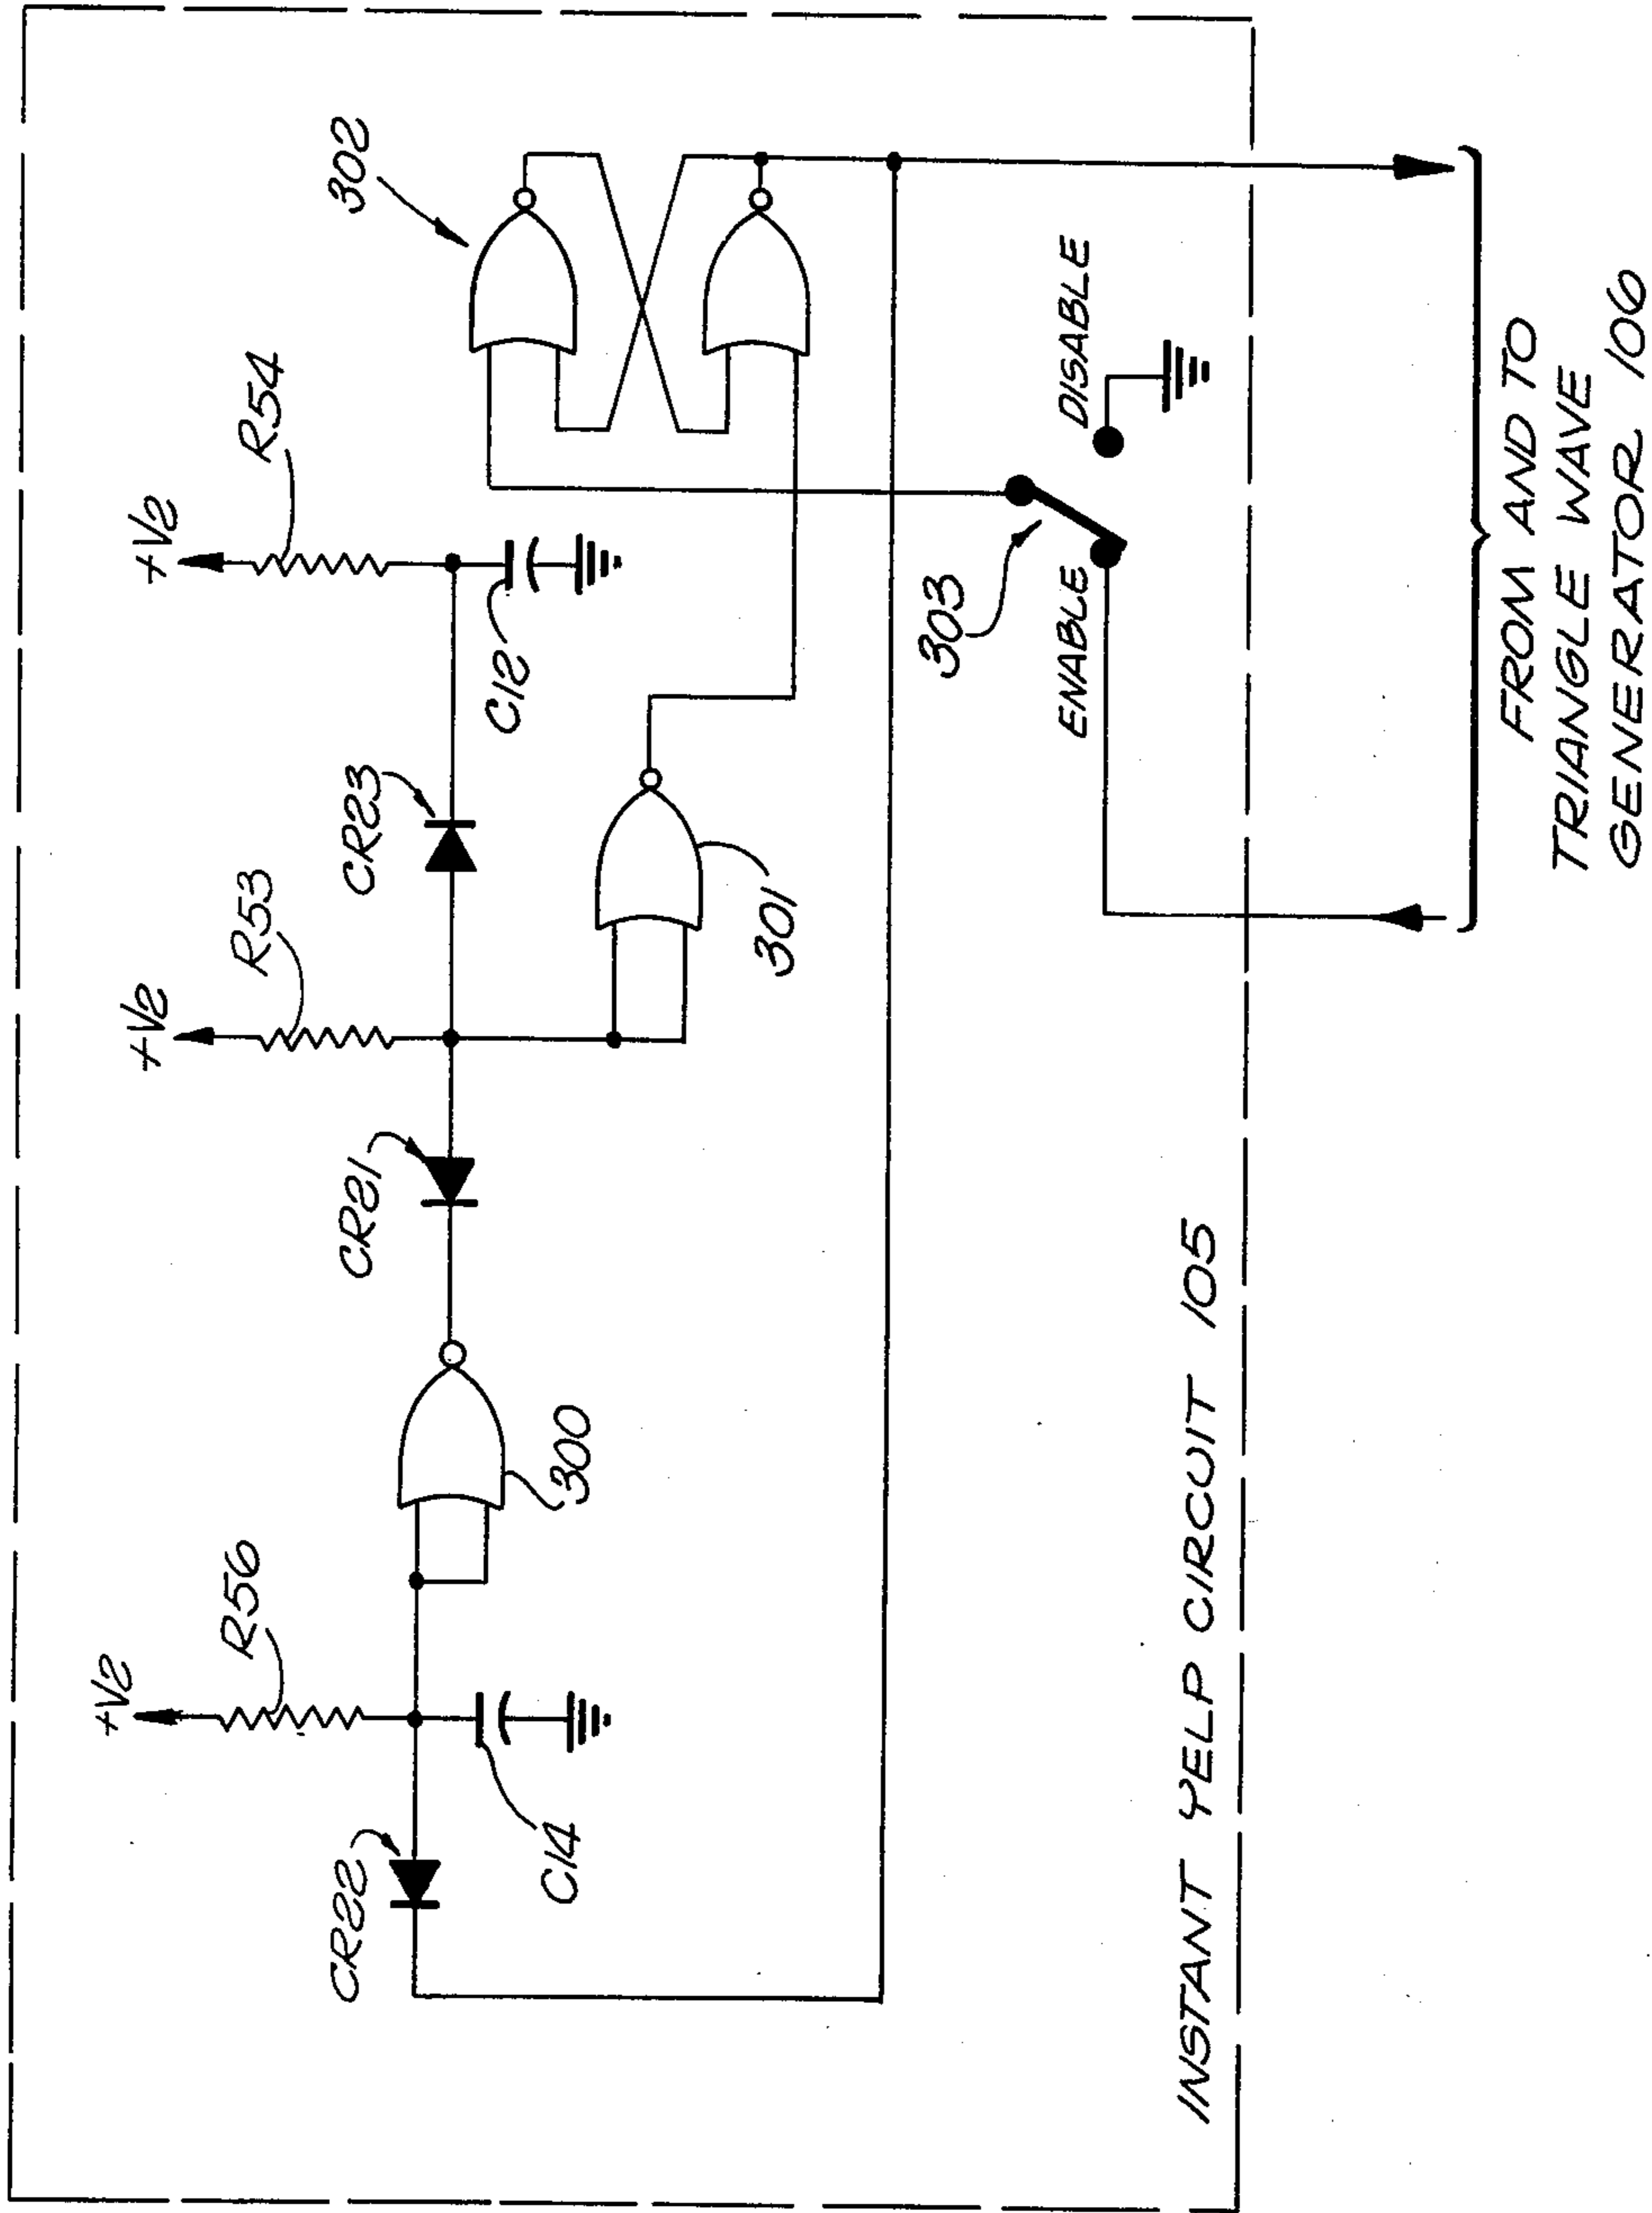 +V2
R56
CR22
C14
300
CR21
+V2
R53
CR23
301
+V2
R54
C12
302
303
ENABLE
DISABLE
INSTANT YELP CIRCUIT 105
FROM AND TO
TRIANGLE WAVE
GENERATOR 106